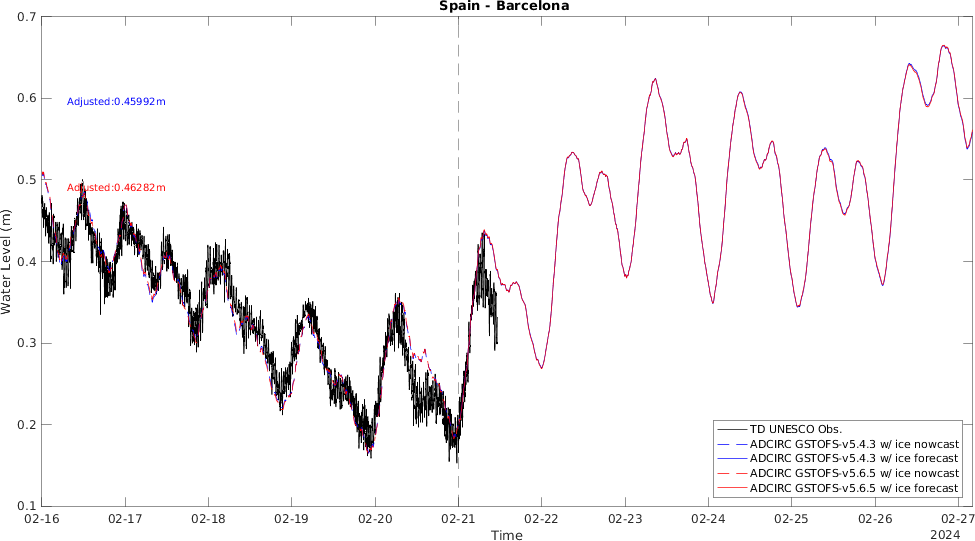 Spain - Barcelona
0.7
0.6
0.5
0.4
0.3
0.2
0.1
Water Level (m)
Adjusted:0.45992m
Adjusted:0.46282m
TD UNESCO Obs.
ADCIRC GSTOFS-v5.4.3 w/ ice nowcast
ADCIRC GSTOFS-v5.4.3 w/ ice forecast
ADCIRC GSTOFS-v5.6.5 w/ ice nowcast
ADCIRC GSTOFS-v5.6.5 w/ ice forecast
02-16 02-17 02-18 02-19 02-20 02-21 02-22 02-23 02-24 02-25 02-26 02-27
Time
2024